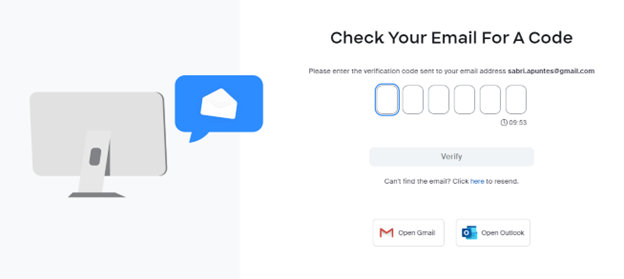 Check Your Email For A Code
Please enter the verification code sent to your email address sabri.apuntes@gmail.com
09:53
Verify
Can't find the email? Click here to resend.
Open Gmail
Open Outlook